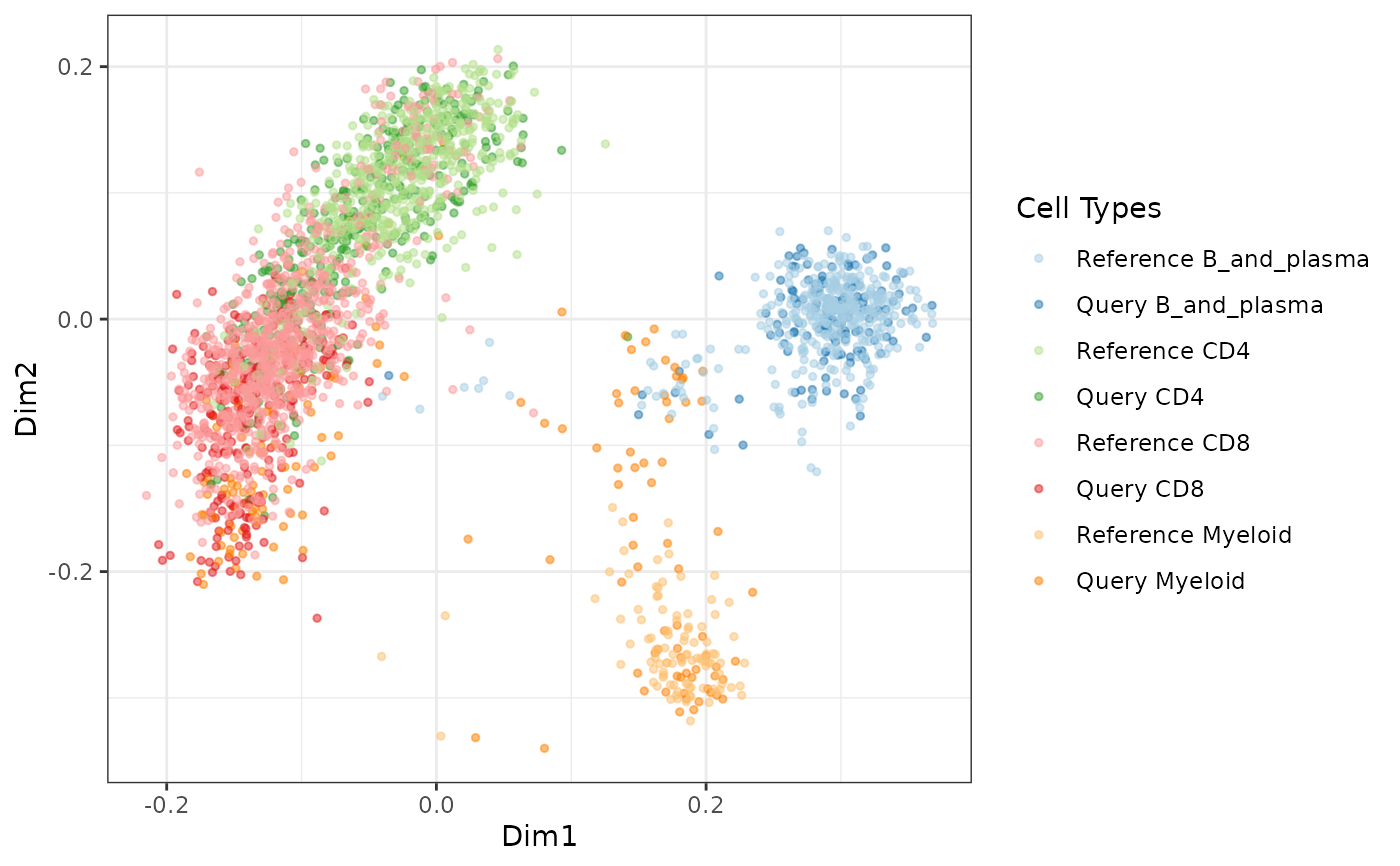 0.2
0.0
-0.2
Dim2
-0.2
0.0
0.2
Dim1
Cell Types
Reference B_and_plasma
Query B_and_plasma
Reference CD4
Query CD4
Reference CD8
Query CD8
Reference Myeloid
Query Myeloid